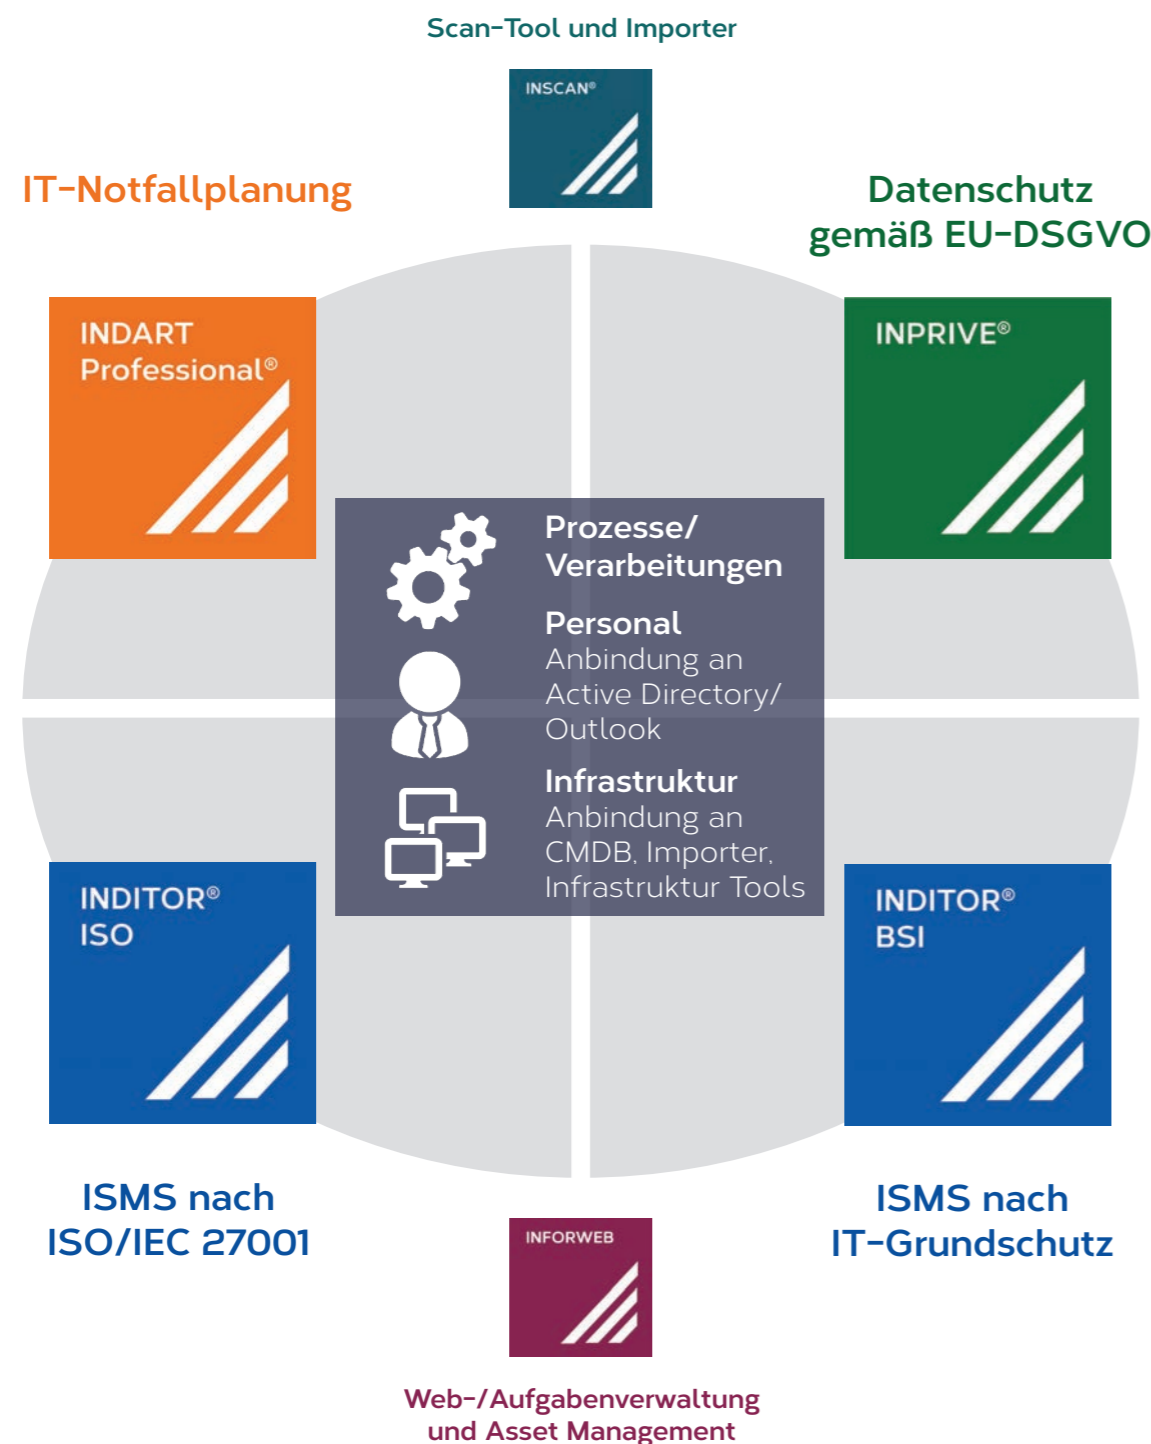 Scan-Tool und Importer
INSCAN®
IT-Notfallplanung
Datenschutz
gemäß EU-DSGVO
INDART
Professional®
INPRIVE®
Prozesse/
Verarbeitungen
Personal
Anbindung an
Active Directory/
Outlook
Infrastruktur
Anbindung an
CMDB, Importer,
Infrastruktur Tools
INDITOR®
ISO
INDITOR®
BSI
ISMS nach
ISO/IEC 27001
ISMS nach
IT-Grundschutz
INFORWEB
Web-/Aufgabenverwaltung
und Asset Management